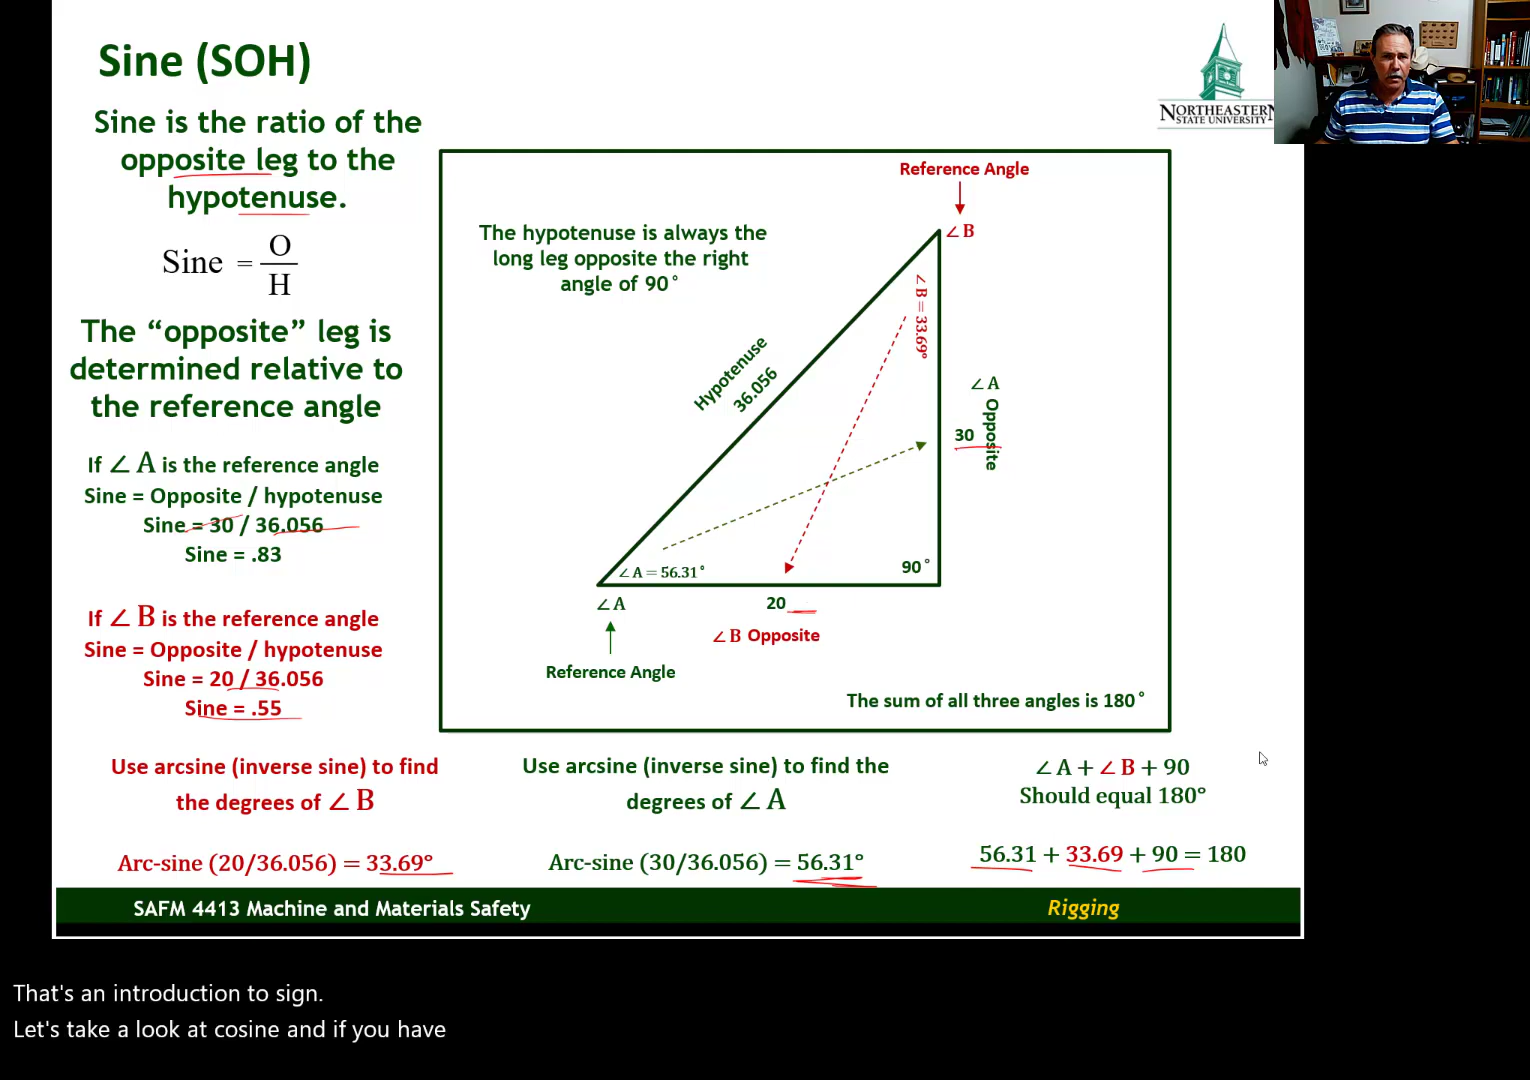 Sine (SOH)
Sine is the ratio of the
opposite leg to the
hypotenuse.
Sine = O
H
The “opposite” leg is
determined relative to
the reference angle
If ∠ A is the reference angle
Sine = Opposite / hypotenuse
Sine = 30 / 36.056
Sine = .83
If ∠ B is the reference angle
Sine = Opposite / hypotenuse
Sine = 20 / 36.056
Sine = .55
NORTHEASTERN
STATE UNIVERSITY
Reference Angle
∠ B
The hypotenuse is always the
long leg opposite the right
angle of 90°
∠ B = 33.69°
Hypotenuse
36.056
∠ A
Opposite
30
∠ A = 56.31°
90°
∠ A
20
∠ B Opposite
Reference Angle
The sum of all three angles is 180°
Use arcsine (inverse sine) to find
the degrees of ∠ B
Arc-sine (20/36.056) = 33.69°
Use arcsine (inverse sine) to find the
degrees of ∠ A
Arc-sine (30/36.056) = 56.31°
∠ A + ∠ B + 90
Should equal 180°
56.31 + 33.69 + 90 = 180
SAFM 4413 Machine and Materials Safety
Rigging
That's an introduction to sign.
Let's take a look at cosine and if you have